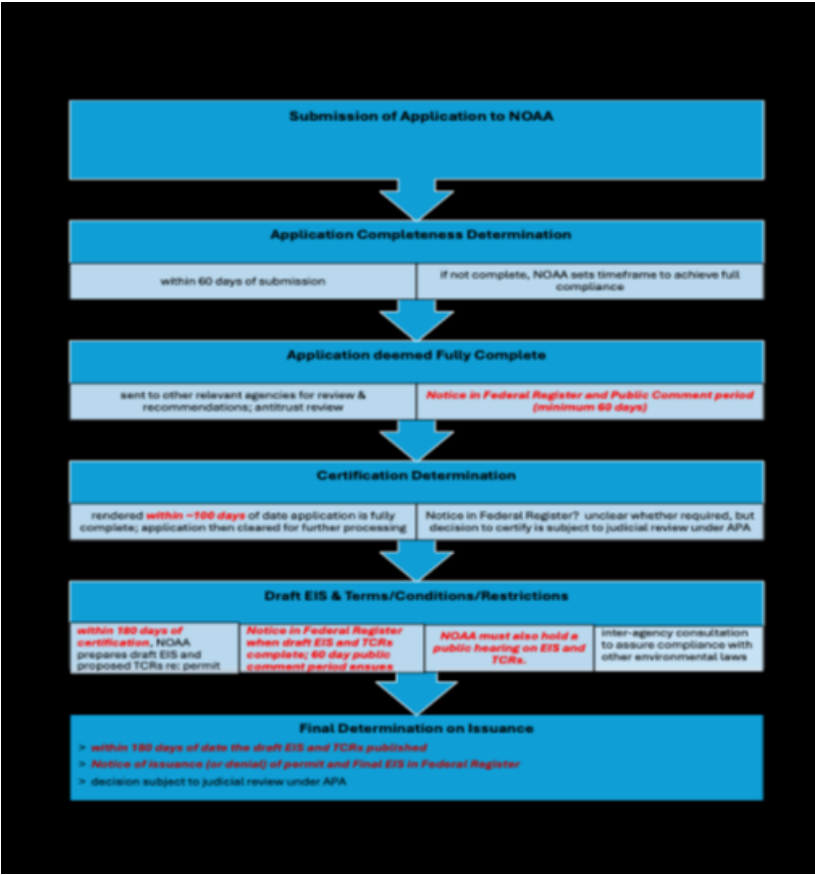 Submission of Application to NOAA
Application Completeness Determination
within 60 days of submission
if not complete, NOAA sets timeframe to achieve full
compliance
Application deemed Fully Complete
sent to other relevant agencies for review &
recommendations; antitrust review
Notice in Federal Register and Public Comment period
(minimum 60 days)
Certification Determination
rendered within ~100 days of date application is fully
complete; application then cleared for further processing
Notice in Federal Register? unclear whether required, but
decision to certify is subject to judicial review under APA
Draft EIS & Terms/Conditions/Restrictions
within 180 days of
certification, NOAA
prepares draft EIS and
proposed TCRs re: permit
Notice in Federal Register
when draft EIS and TCRs
complete; 60 day public
comment period ensues
NOAA must also hold a
public hearing on EIS and
TCRs.
inter-agency consultation
to assure compliance with
other environmental laws
Final Determination on Issuance
> within 180 days of date the draft EIS and TCRs published
> Notice of issuance (or denial) of permit and Final EIS in Federal Register
> decision subject to judicial review under APA